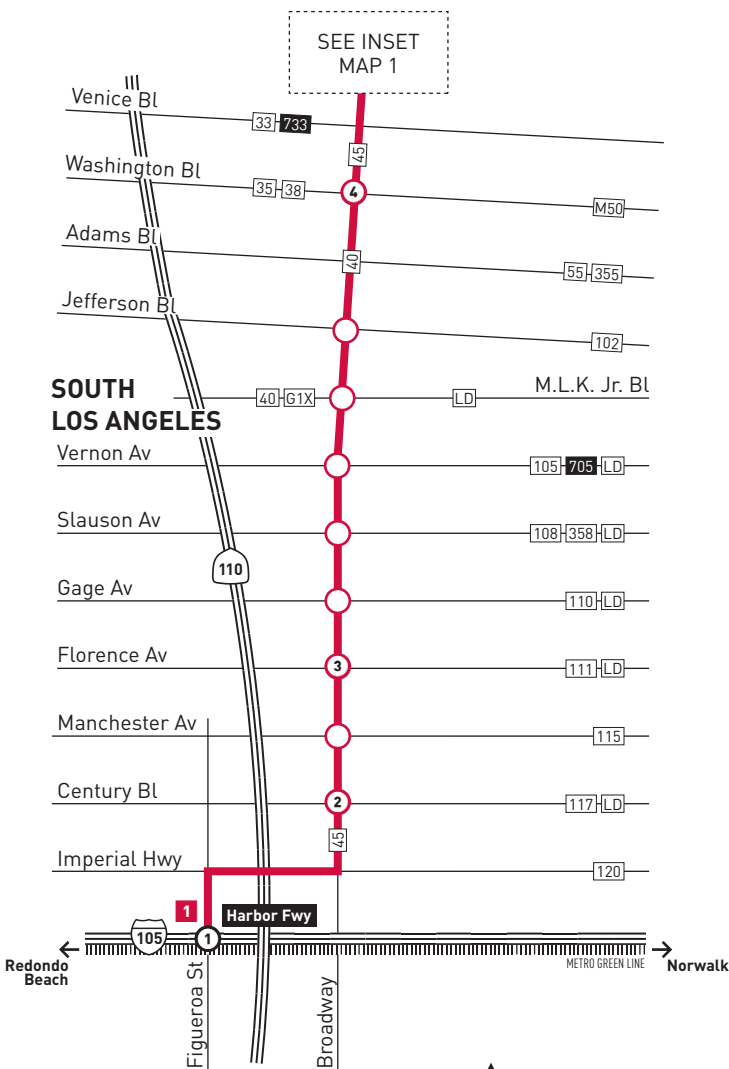 SEE INSET
MAP 1
Venice Bl
33 733
45
Washington Bl
35 38
4
M50
Adams Bl
40
55 355
Jefferson Bl
102
SOUTH
LOS ANGELES
40 G1X
LD
M.L.K. Jr. Bl
Vernon Av
105 705 LD
Slauson Av
108 358 LD
110
Gage Av
110 LD
Florence Av
3
111 LD
Manchester Av
115
Century Bl
2
117 LD
45
Imperial Hwy
120
1
Harbor Fwy
105
1
Redondo
Beach
METRO GREEN LINE
Norwalk
Figueroa St
Broadway